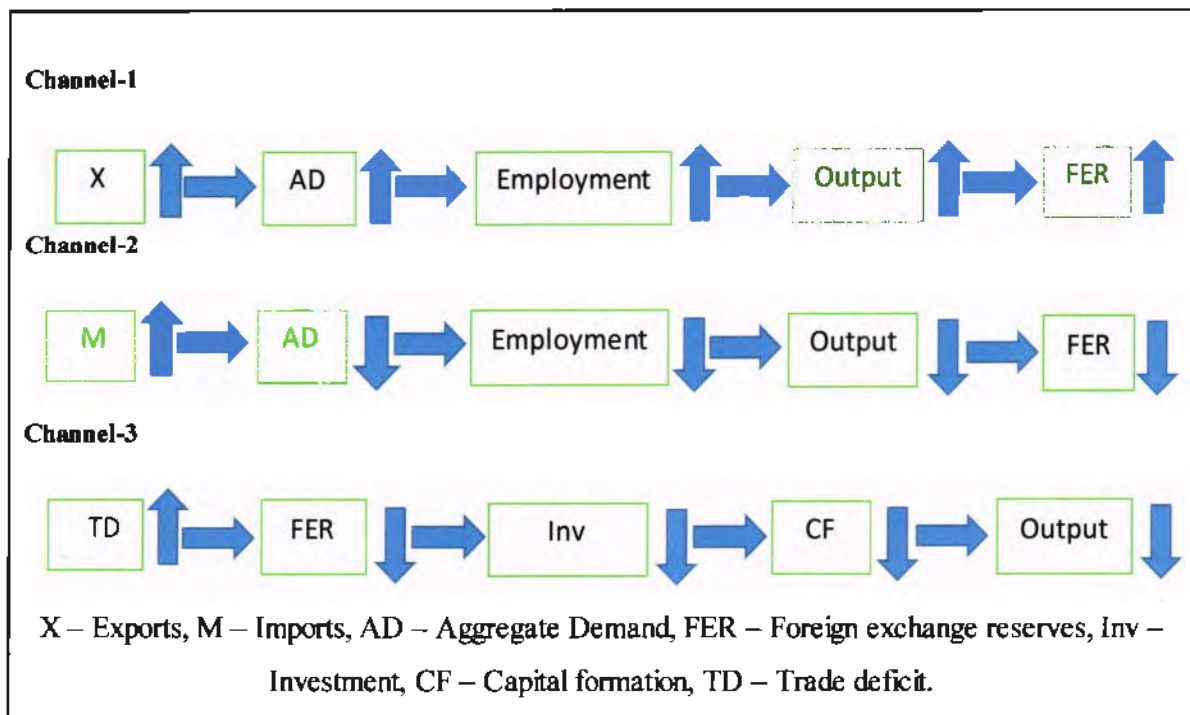 Channel-1
X AD Employment Output FER
Channel-2
M AD Employment Output FER
Channel-3
TD FER Inv CF Output
X – Exports, M – Imports, AD – Aggregate Demand, FER – Foreign exchange reserves, Inv –
Investment, CF – Capital formation, TD – Trade deficit.